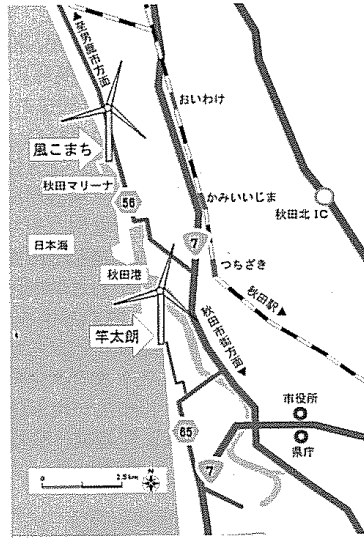 ▲至男鹿市方面
おいわけ
風こまち
秋田マリーナ
56
かみいいじま
秋田北IC
日本海
7
つちざき
秋田港
秋田駅▶
秋田市街方面▶
竿太朗
市役所
65
県庁
7
0 2.5km
N